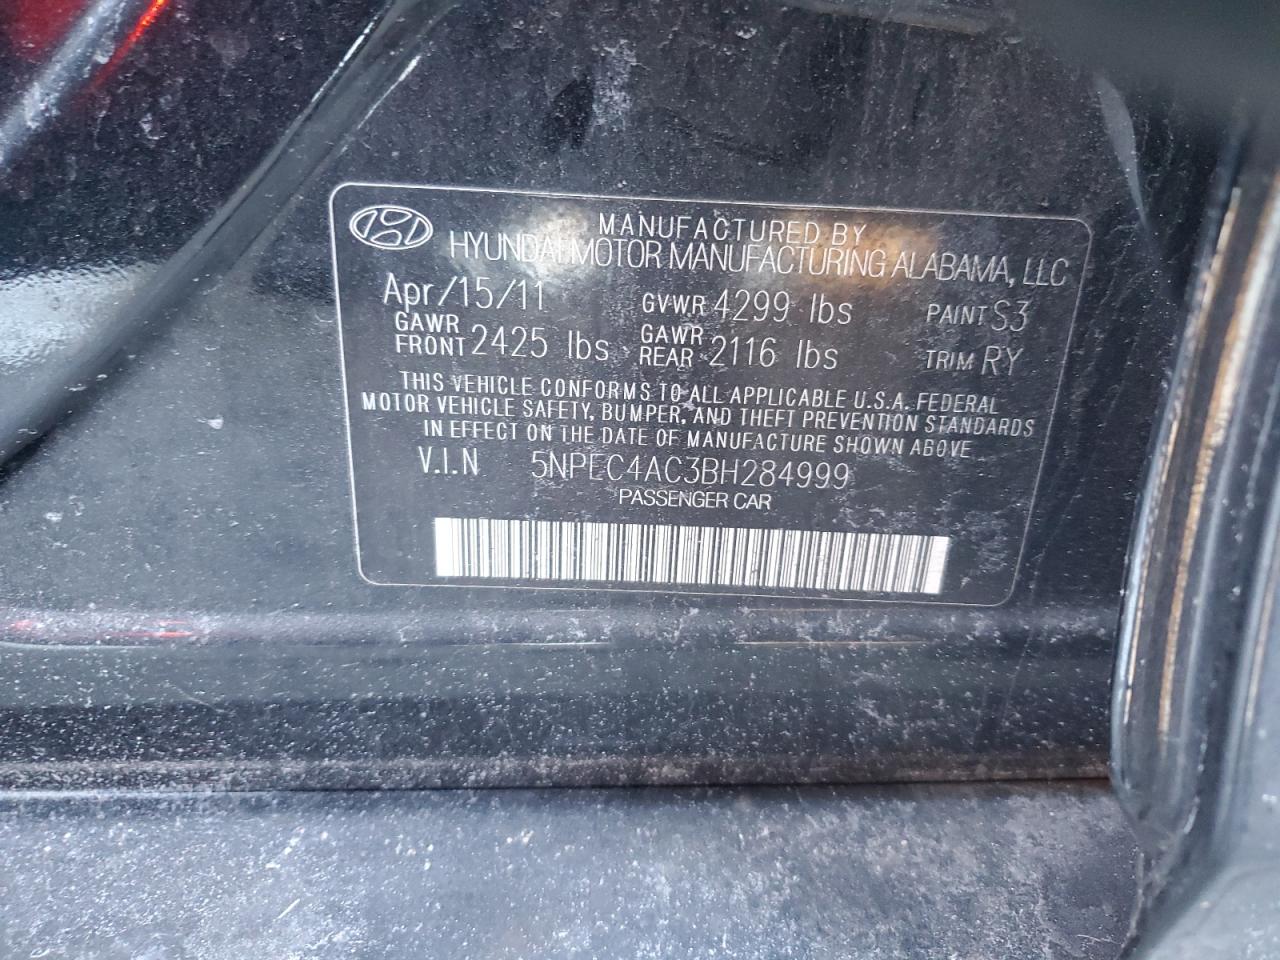 MANUFACTURED BY
HYUNDAI MOTOR MANUFACTURING ALABAMA, LLC
Apr/15/11 GVWR 4299 lbs PAINT S3
GAWR FRONT 2425 lbs GAWR REAR 2116 lbs TRIM RY
THIS VEHICLE CONFORMS TO ALL APPLICABLE U.S.A. FEDERAL
MOTOR VEHICLE SAFETY, BUMPER, AND THEFT PREVENTION STANDARDS
IN EFFECT ON THE DATE OF MANUFACTURE SHOWN ABOVE
V.I.N 5NPEC4AC3BH284999
PASSENGER CAR